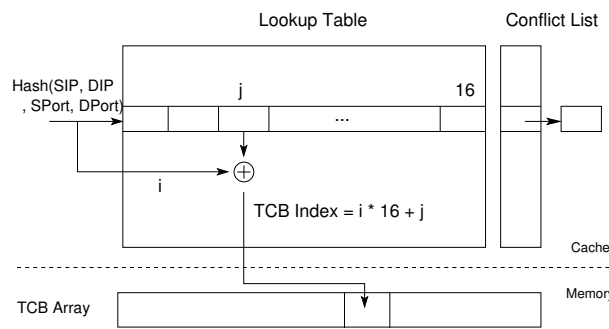 Lookup Table
Conflict List
Hash(SIP, DIP
, SPort, DPort)
j
16
...
i
TCB Index = i * 16 + j
Cache
Memory
TCB Array